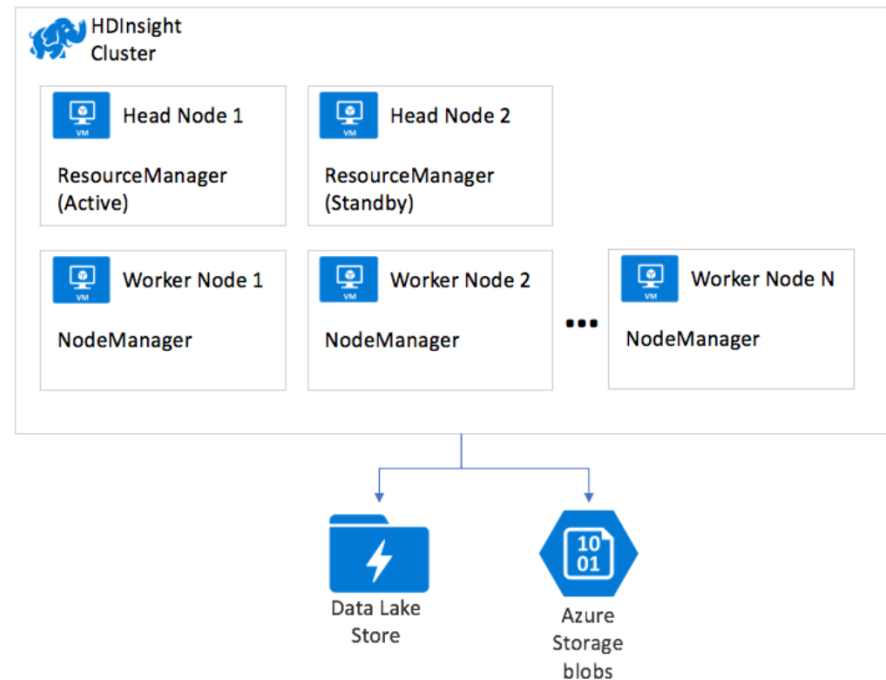 HDInsight
Cluster
VM
Head Node 1
ResourceManager
(Active)
VM
Head Node 2
ResourceManager
(Standby)
VM
Worker Node 1
NodeManager
VM
Worker Node 2
NodeManager
...
VM
Worker Node N
NodeManager
Data Lake
Store
10
01
Azure
Storage
blobs